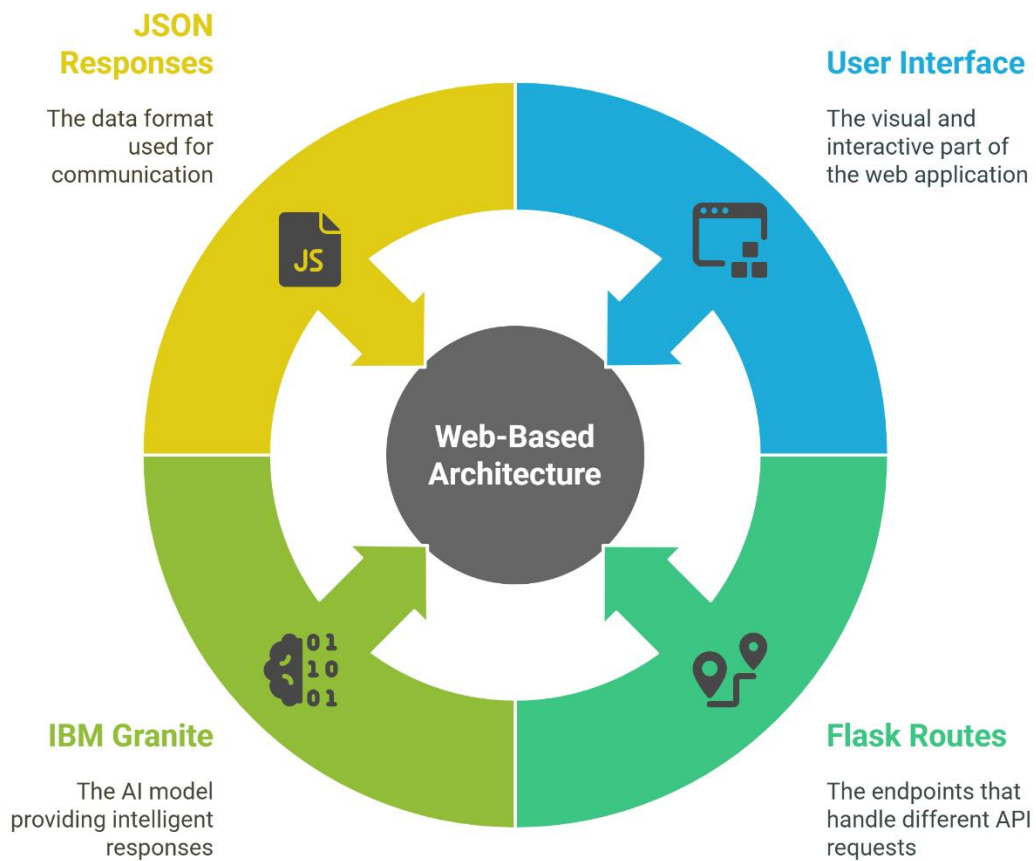 JSON
Responses
The data format
used for
communication
JS
User Interface
The visual and
interactive part of
the web application
Web-Based
Architecture
01
10
01
IBM Granite
The AI model
providing intelligent
responses
Flask Routes
The endpoints that
handle different API
requests